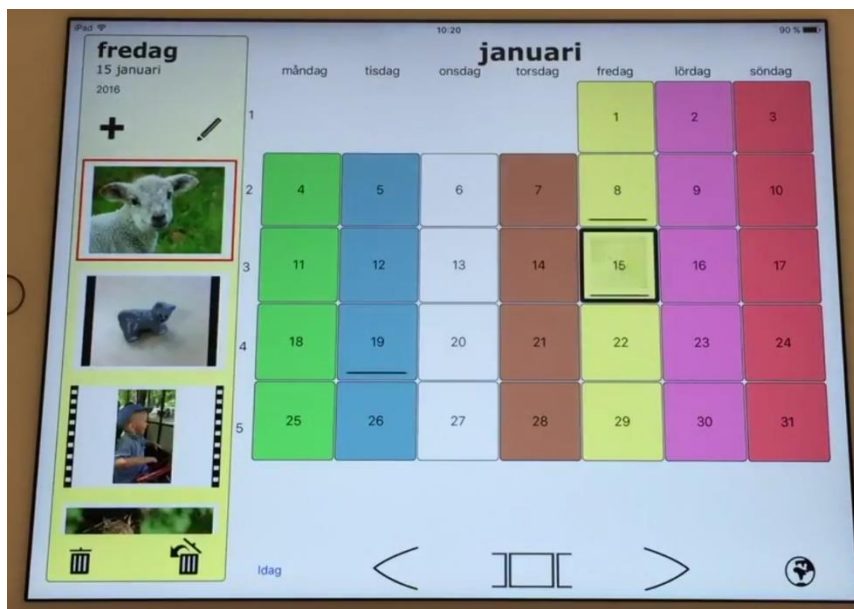 iPad
10:20
90 %
fredag
15 januari
2016
januari
måndag tisdag onsdag torsdag fredag lördag söndag
1 1 2 3
2 4 5 6 7 8 9 10
3 11 12 13 14 15 16 17
4 18 19 20 21 22 23 24
5 25 26 27 28 29 30 31
Idag